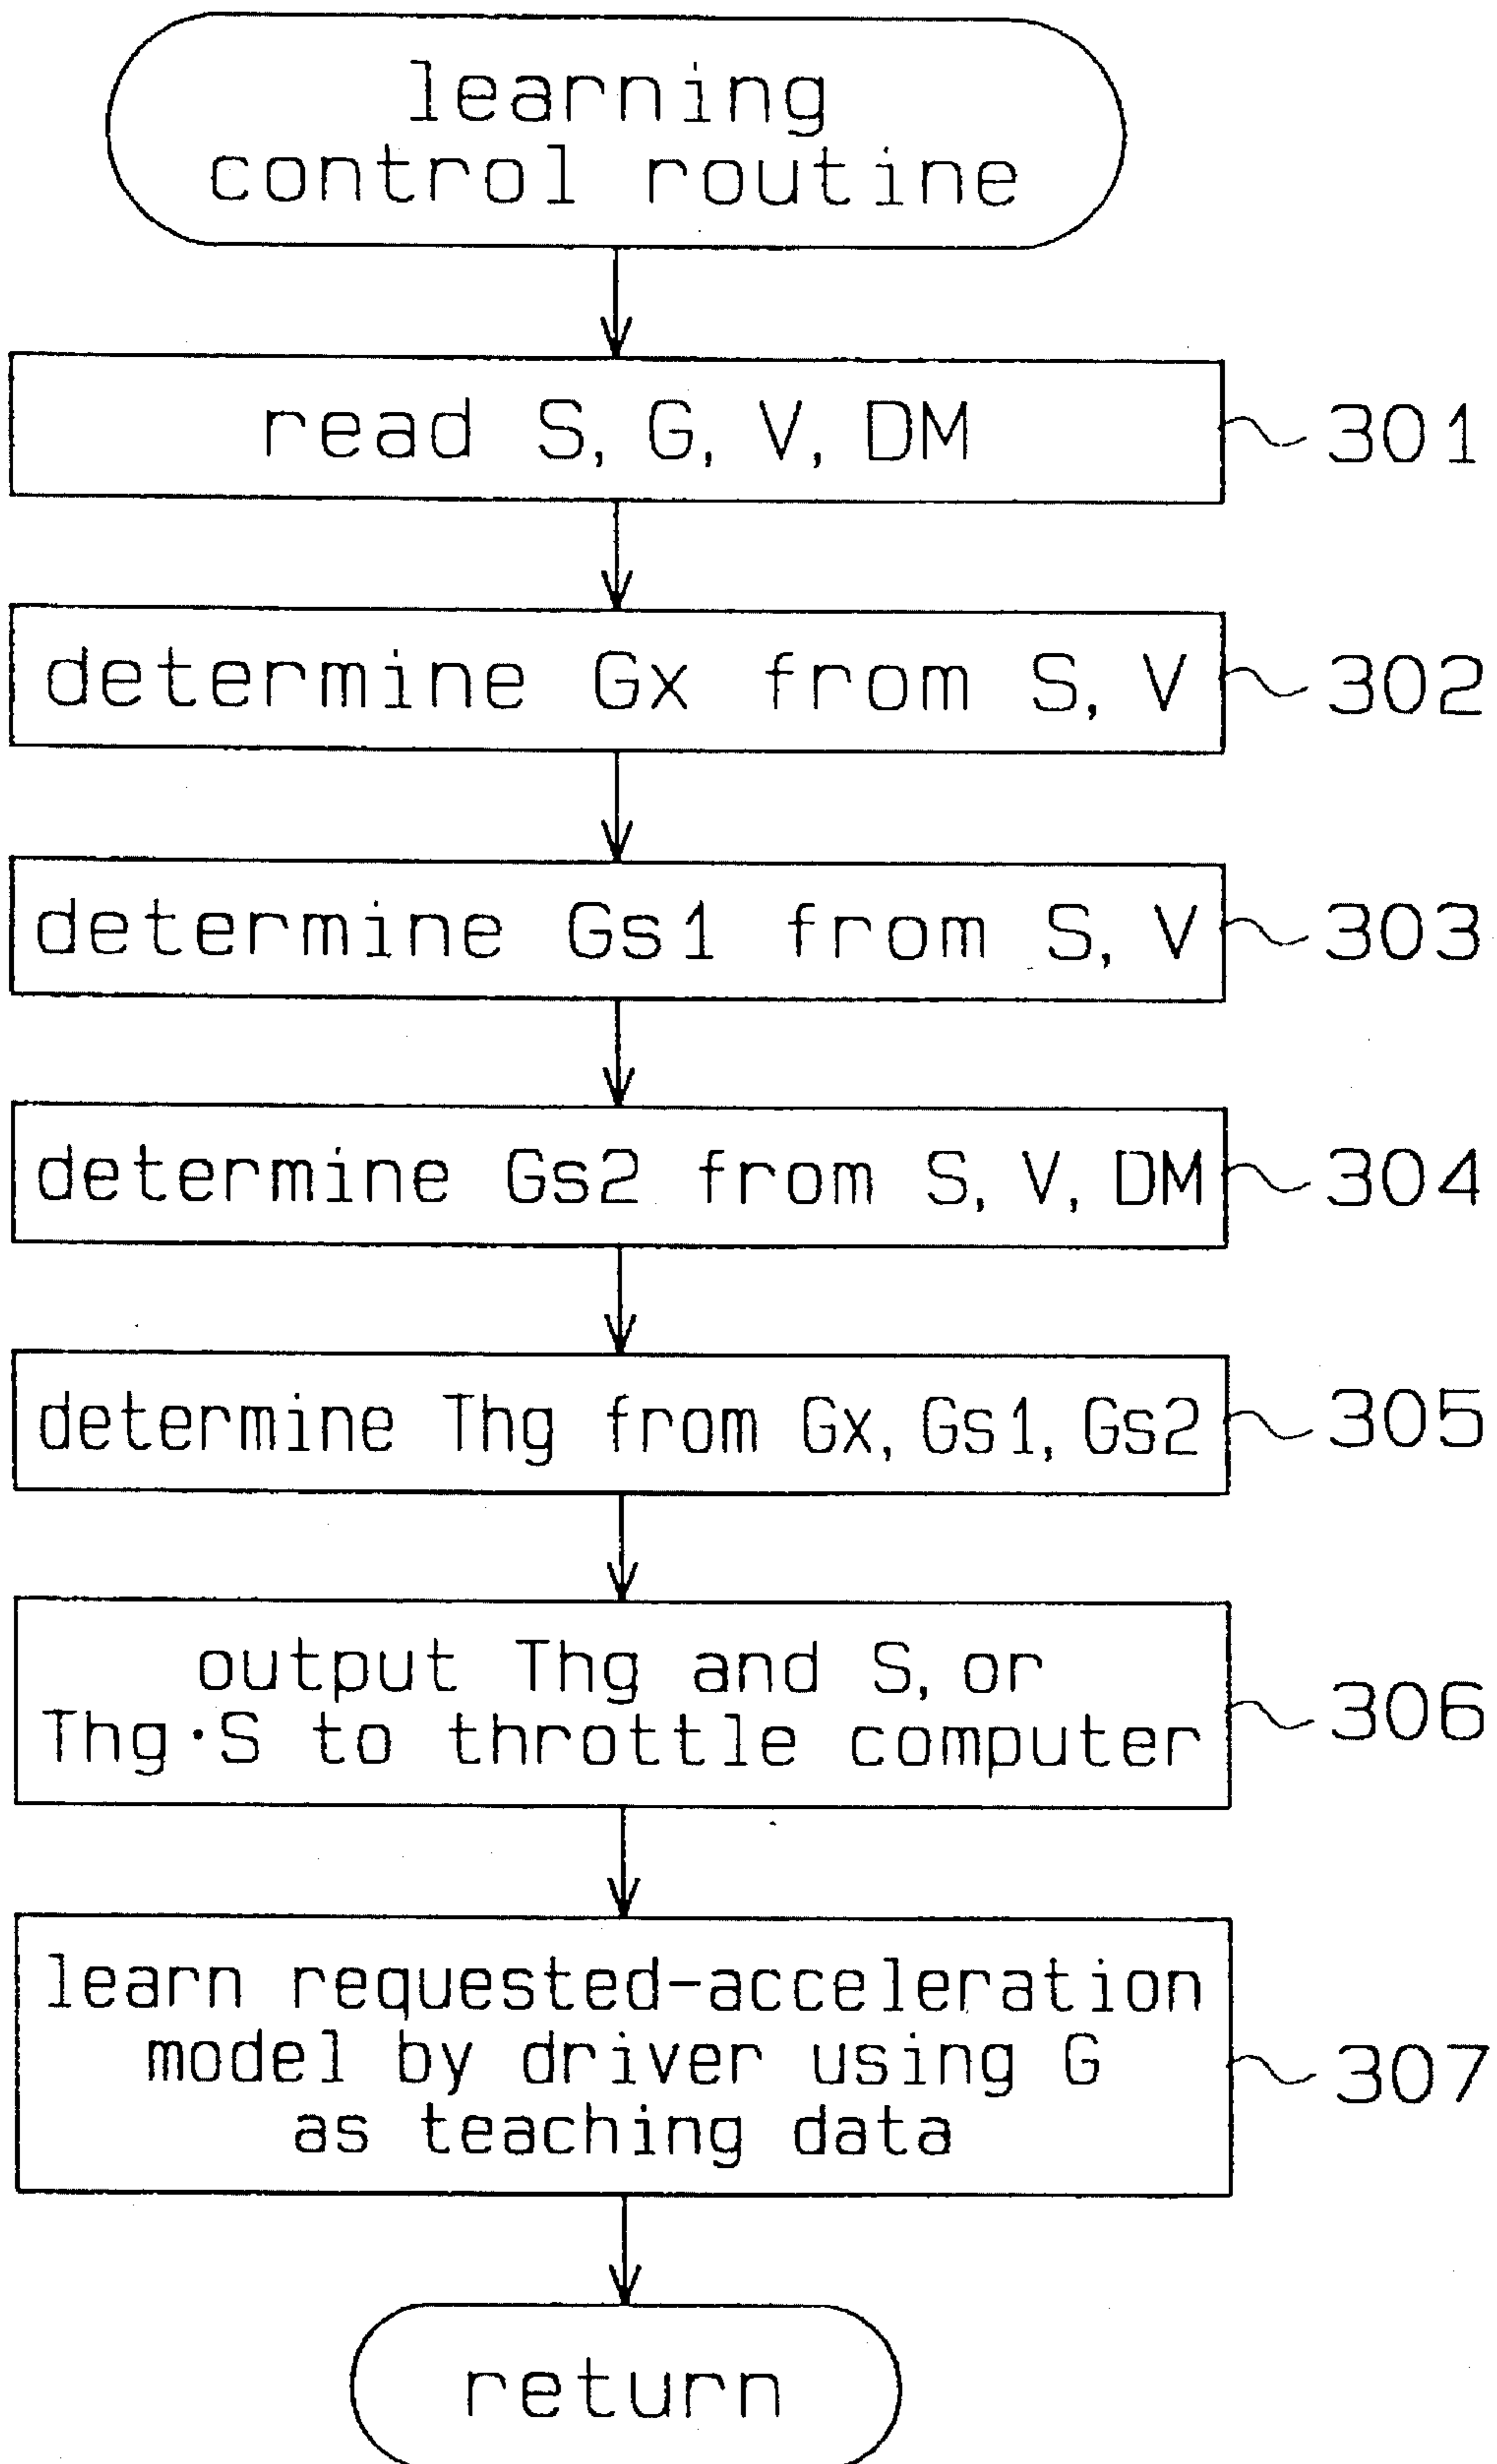 learning
control routine
read S, G, V, DM
301
determine Gx from S, V
302
determine Gs1 from S, V
303
determine Gs2 from S, V, DM
304
determine Thg from Gx, Gs1, Gs2
305
output Thg and S, or
Thg·S to throttle computer
306
learn requested-acceleration
model by driver using G
as teaching data
307
return